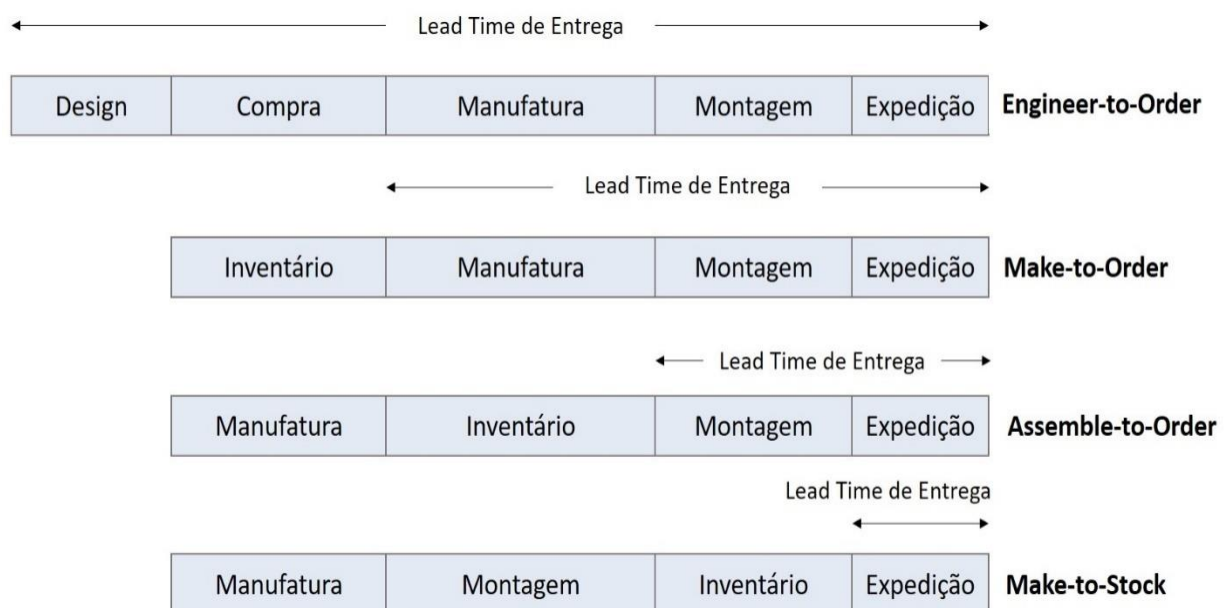 Lead Time de Entrega
Design Compra Manufatura Montagem Expedição Engineer-to-Order
Lead Time de Entrega
Inventário Manufatura Montagem Expedição Make-to-Order
Lead Time de Entrega
Manufatura Inventário Montagem Expedição Assemble-to-Order
Lead Time de Entrega
Manufatura Montagem Inventário Expedição Make-to-Stock